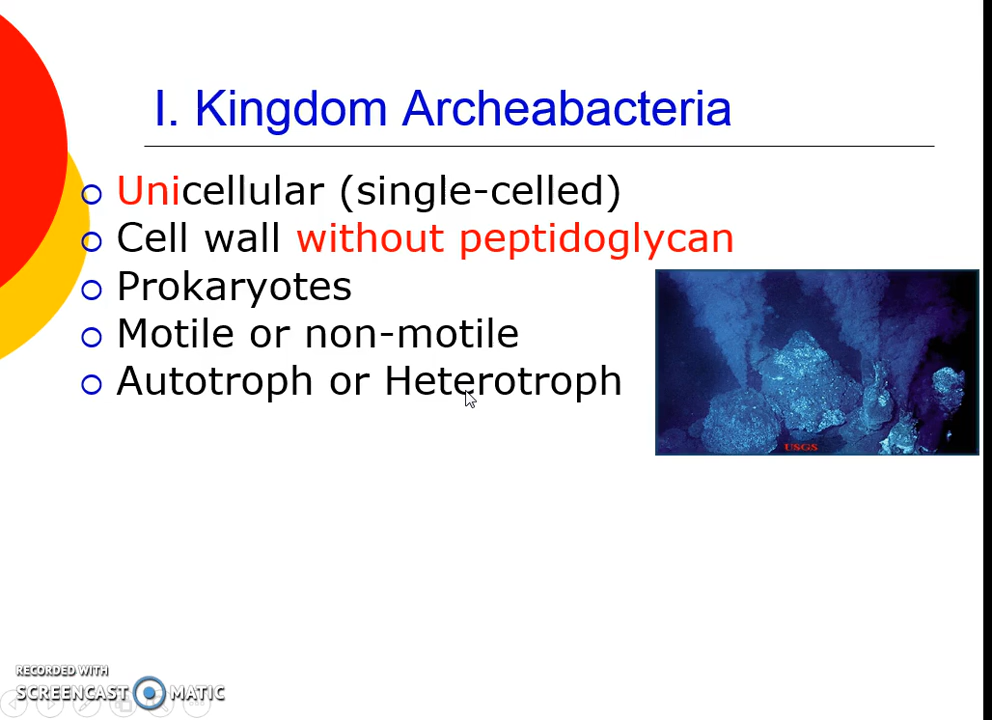 I. Kingdom Archeabacteria
Unicellular (single-celled)
Cell wall without peptidoglycan
Prokaryotes
Motile or non-motile
Autotroph or Heterotroph
USGS
RECORDED WITH
SCREENCAST MATIC